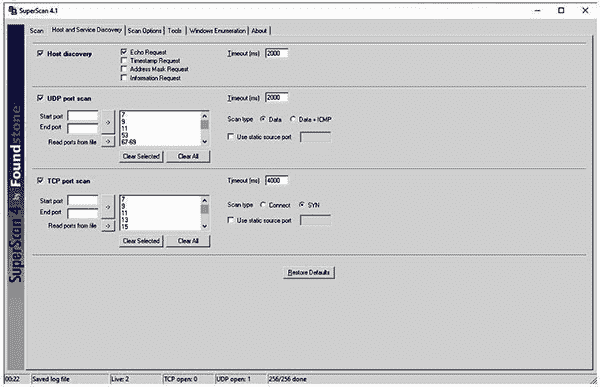 SuperScan 4.1
Scan Host and Service Discovery Scan Options Tools Windows Enumeration About
Host discovery
Echo Request
Timestamp Request
Address Mask Request
Information Request
Timeout (ms) 2000
UDP port scan
Timeout (ms) 2000
Start port
End port
->
Read ports from file ->
7
9
11
53
67-69
Clear Selected Clear All
Scan type Data Data + ICMP
Use static source port
TCP port scan
Timeout (ms) 4000
Start port
End port
->
Read ports from file ->
7
9
11
13
15
Clear Selected Clear All
Scan type Connect SYN
Use static source port
Restore Defaults
SuperScan 4 by Foundstone
00:22 Saved log file Live: 2 TCP open: 0 UDP open: 1 256/256 done